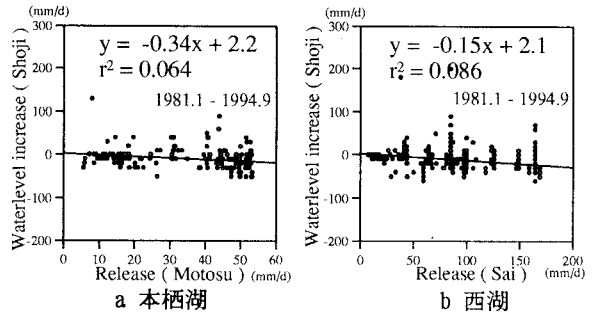 (mm/d)
Waterlevel increase ( Shoji )
300
200
100
0
-100
-200
y = -0.34x + 2.2
r² = 0.064
1981.1 - 1994.9
0 10 20 30 40 50 60
Release ( Motosu ) (mm/d)
a 本栖湖
(mm/d)
Waterlevel increase ( Shoji )
300
200
100
0
-100
-200
y = -0.15x + 2.1
r² = 0.086
1981.1 - 1994.9
0 50 100 150 200
Release ( Sai ) (mm/d)
b 西湖